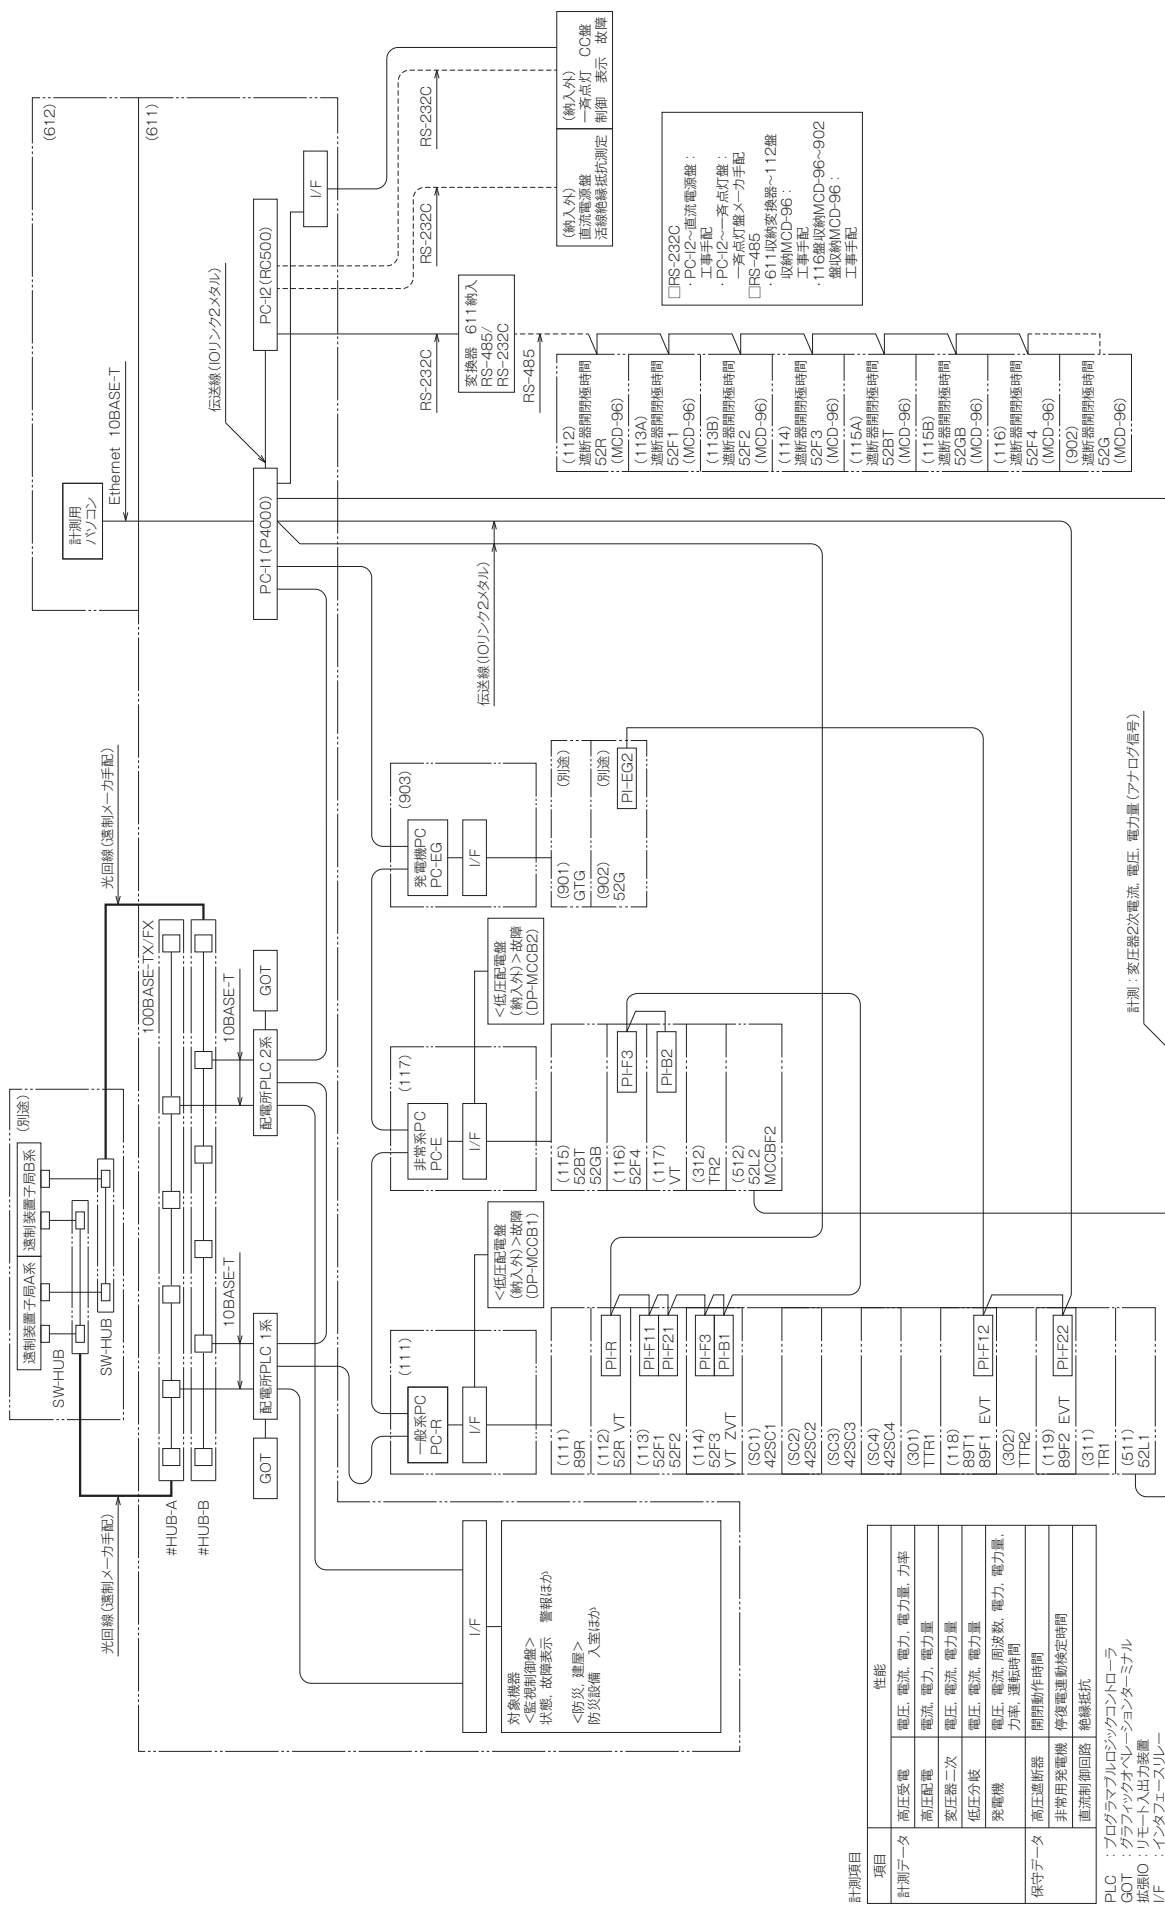 (612)
(611)
計測用
パソコン
Ethernet 10BASE-T
伝送線(IOリンク2メタル)
PC-I1(P4000)
PC-I2(RC500)
I/F
RS-232C
RS-232C
RS-232C
(納入外)
直流電源盤
活線絶縁抵抗測定
(納入外)
一斉点灯 CC盤
制御 表示 故障
変換器 611納入
RS-485/
RS-232C
RS-485
□RS-232C
・PC-I2~直流電源盤:
工事手配
・PC-I2~一斉点灯盤:
一斉点灯盤メーカ手配
□RS-485
・611収納変換器~112盤
収納MCD-96:
工事手配
・116盤収納MCD-96~902
盤収納MCD-96:
工事手配
(112)
遮断器開閉極時間
52R
(MCD-96)
(113A)
遮断器開閉極時間
52F1
(MCD-96)
(113B)
遮断器開閉極時間
52F2
(MCD-96)
(114)
遮断器開閉極時間
52F3
(MCD-96)
(115A)
遮断器開閉極時間
52BT
(MCD-96)
(115B)
遮断器開閉極時間
52GB
(MCD-96)
(116)
遮断器開閉極時間
52F4
(MCD-96)
(902)
遮断器開閉極時間
52G
(MCD-96)
伝送線(IOリンク2メタル)
計測:変圧器2次電流, 電圧, 電力量(アナログ信号)
(別途)
遠制装置子局A系
遠制装置子局B系
SW-HUB
SW-HUB
光回線(遠制メーカ手配)
光回線(遠制メーカ手配)
100BASE-TX/FX
#HUB-A
#HUB-B
10BASE-T
10BASE-T
GOT
配電所PLC 1系
配電所PLC 2系
GOT
(111)
一般系PC
PC-R
I/F
<低圧配電盤
(納入外)>故障
(DP-MCCB1)
(117)
非常系PC
PC-E
I/F
<低圧配電盤
(納入外)>故障
(DP-MCCB2)
(903)
発電機PC
PC-EG
I/F
(901)
GTG
(別途)
(902)
52G
(別途)
PI-EG2
(115)
52BT
52GB
(116)
52F4
PI-F3
(117)
VT
PI-B2
(312)
TR2
(512)
52L2
MCCBF2
(111)
89R
(112)
52R VT
PI-R
(113)
52F1
52F2
PI-F11
PI-F21
(114)
52F3
VT ZVT
PI-F3
PI-B1
(SC1)
42SC1
(SC2)
42SC2
(SC3)
42SC3
(SC4)
42SC4
(301)
TTR1
(118)
89T1
89F1 EVT
PI-F12
(302)
TTR2
(119)
89F2 EVT
PI-F22
(311)
TR1
(511)
52L1
I/F
対象機器
<監視制御盤>
状態, 故障表示 警報ほか
<防災, 建屋>
防災設備 入室ほか
計測項目
項目 性能
計測データ 高圧受電 電圧, 電流, 電力, 電力量, 力率
高圧配電 電流, 電力, 電力量
変圧器二次 電圧, 電流, 電力量
低圧分岐 電圧, 電流, 電力量
発電機 電圧, 電流, 周波数, 電力, 電力量,
力率, 運転時間
保守データ 高圧遮断器 開閉動作時間
非常用発電機 停復電連動検定時間
直流制御回路 絶縁抵抗
PLC :プログラマブルロジックコントローラ
GOT :グラフィックオペレーションターミナル
拡張IO :リモート入出力装置
I/F :インタフェースリレー